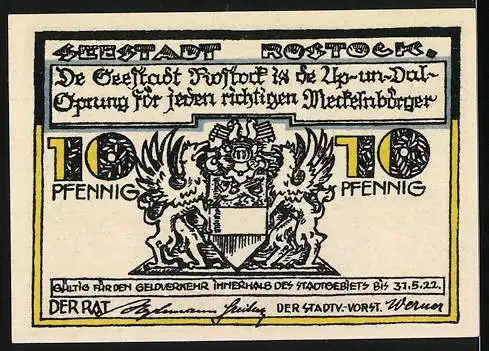 SEESTADT ROSTOCK.
De Seestadt Rostock is de Up-un-Dal-
Sprung för jeden richtigen Meckelnbörger
10 10
PFENNIG PFENNIG
GÜLTIG FÜR DEN GELDVERKEHR INNERHALB DES STADTGEBIETS BIS 31.5.22.
DER RAT DER STADTV.-VORST. Werner